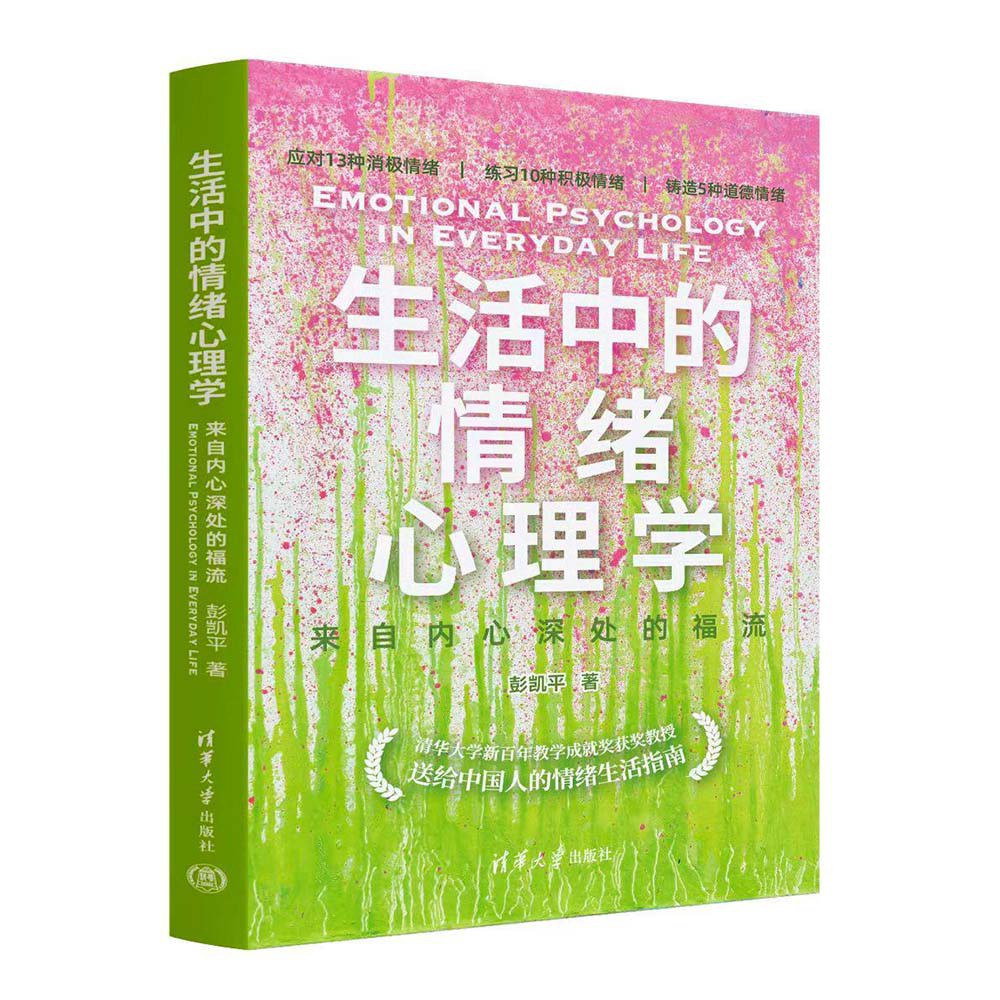 应对13种消极情绪 | 练习10种积极情绪 | 铸造5种道德情绪
EMOTIONAL PSYCHOLOGY
IN EVERYDAY LIFE
生活中的
情绪
心理学
来自内心深处的福流
彭凯平 著
清华大学新百年教学成就奖获奖教授
送给中国人的情绪生活指南
清华大学出版社
生活中的情绪心理学
来自内心深处的福流
EMOTIONAL PSYCHOLOGY IN EVERYDAY LIFE
彭凯平 著
清华大学出版社